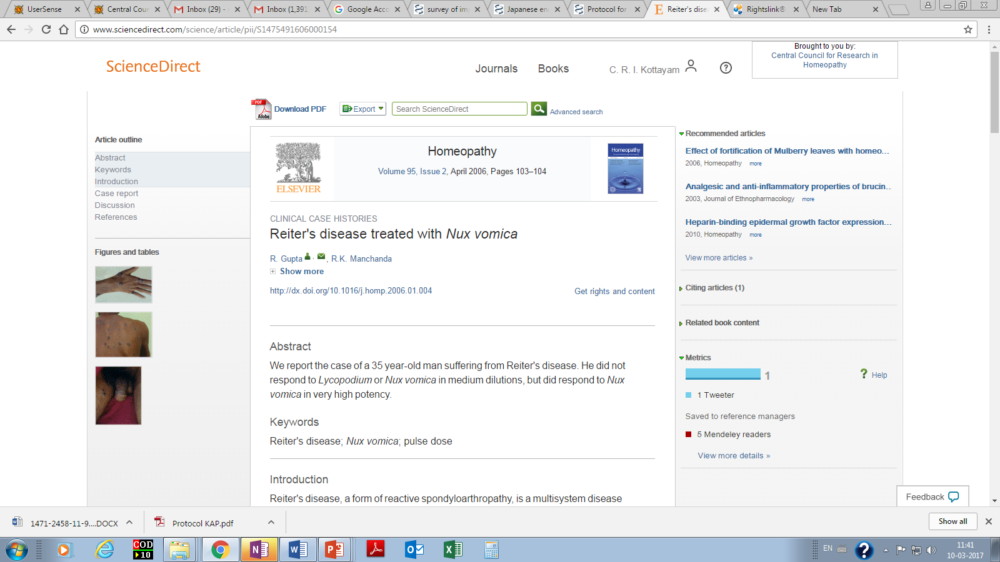 UserSense
Central Cour
Inbox (29) - r
Inbox (1,391)
Google Acco
survey of im
Japanese en
Protocol for
Reiter's dise
Rightslink®
New Tab
www.sciencedirect.com/science/article/pii/S1475491606000154
ScienceDirect
Journals
Books
C. R. I. Kottayam
?
Brought to you by:
Central Council for Research in
Homeopathy
PDF
Adobe
Download PDF
Export
Search ScienceDirect
Advanced search
Article outline
Abstract
Keywords
Introduction
Case report
Discussion
References
Figures and tables
ELSEVIER
Homeopathy
Volume 95, Issue 2, April 2006, Pages 103–104
Homeopathy
CLINICAL CASE HISTORIES
Reiter's disease treated with Nux vomica
R. Gupta , , R.K. Manchanda
Show more
http://dx.doi.org/10.1016/j.homp.2006.01.004
Get rights and content
Abstract
We report the case of a 35 year-old man suffering from Reiter's disease. He did not
respond to Lycopodium or Nux vomica in medium dilutions, but did respond to Nux
vomica in very high potency.
Keywords
Reiter's disease; Nux vomica; pulse dose
Introduction
Reiter's disease, a form of reactive spondyloarthropathy, is a multisystem disease
Recommended articles
Effect of fortification of Mulberry leaves with homeo...
2006, Homeopathy more
Analgesic and anti-inflammatory properties of brucin..
2003, Journal of Ethnopharmacology more
Heparin-binding epidermal growth factor expression...
2010, Homeopathy more
View more articles »
Citing articles (1)
Related book content
Metrics
1
? Help
1 Tweeter
Saved to reference managers
5 Mendeley readers
View more details »
Feedback
1471-2458-11-9....DOCX
Protocol KAP.pdf
Show all
COD
10
EN
?
11:41
10-03-2017